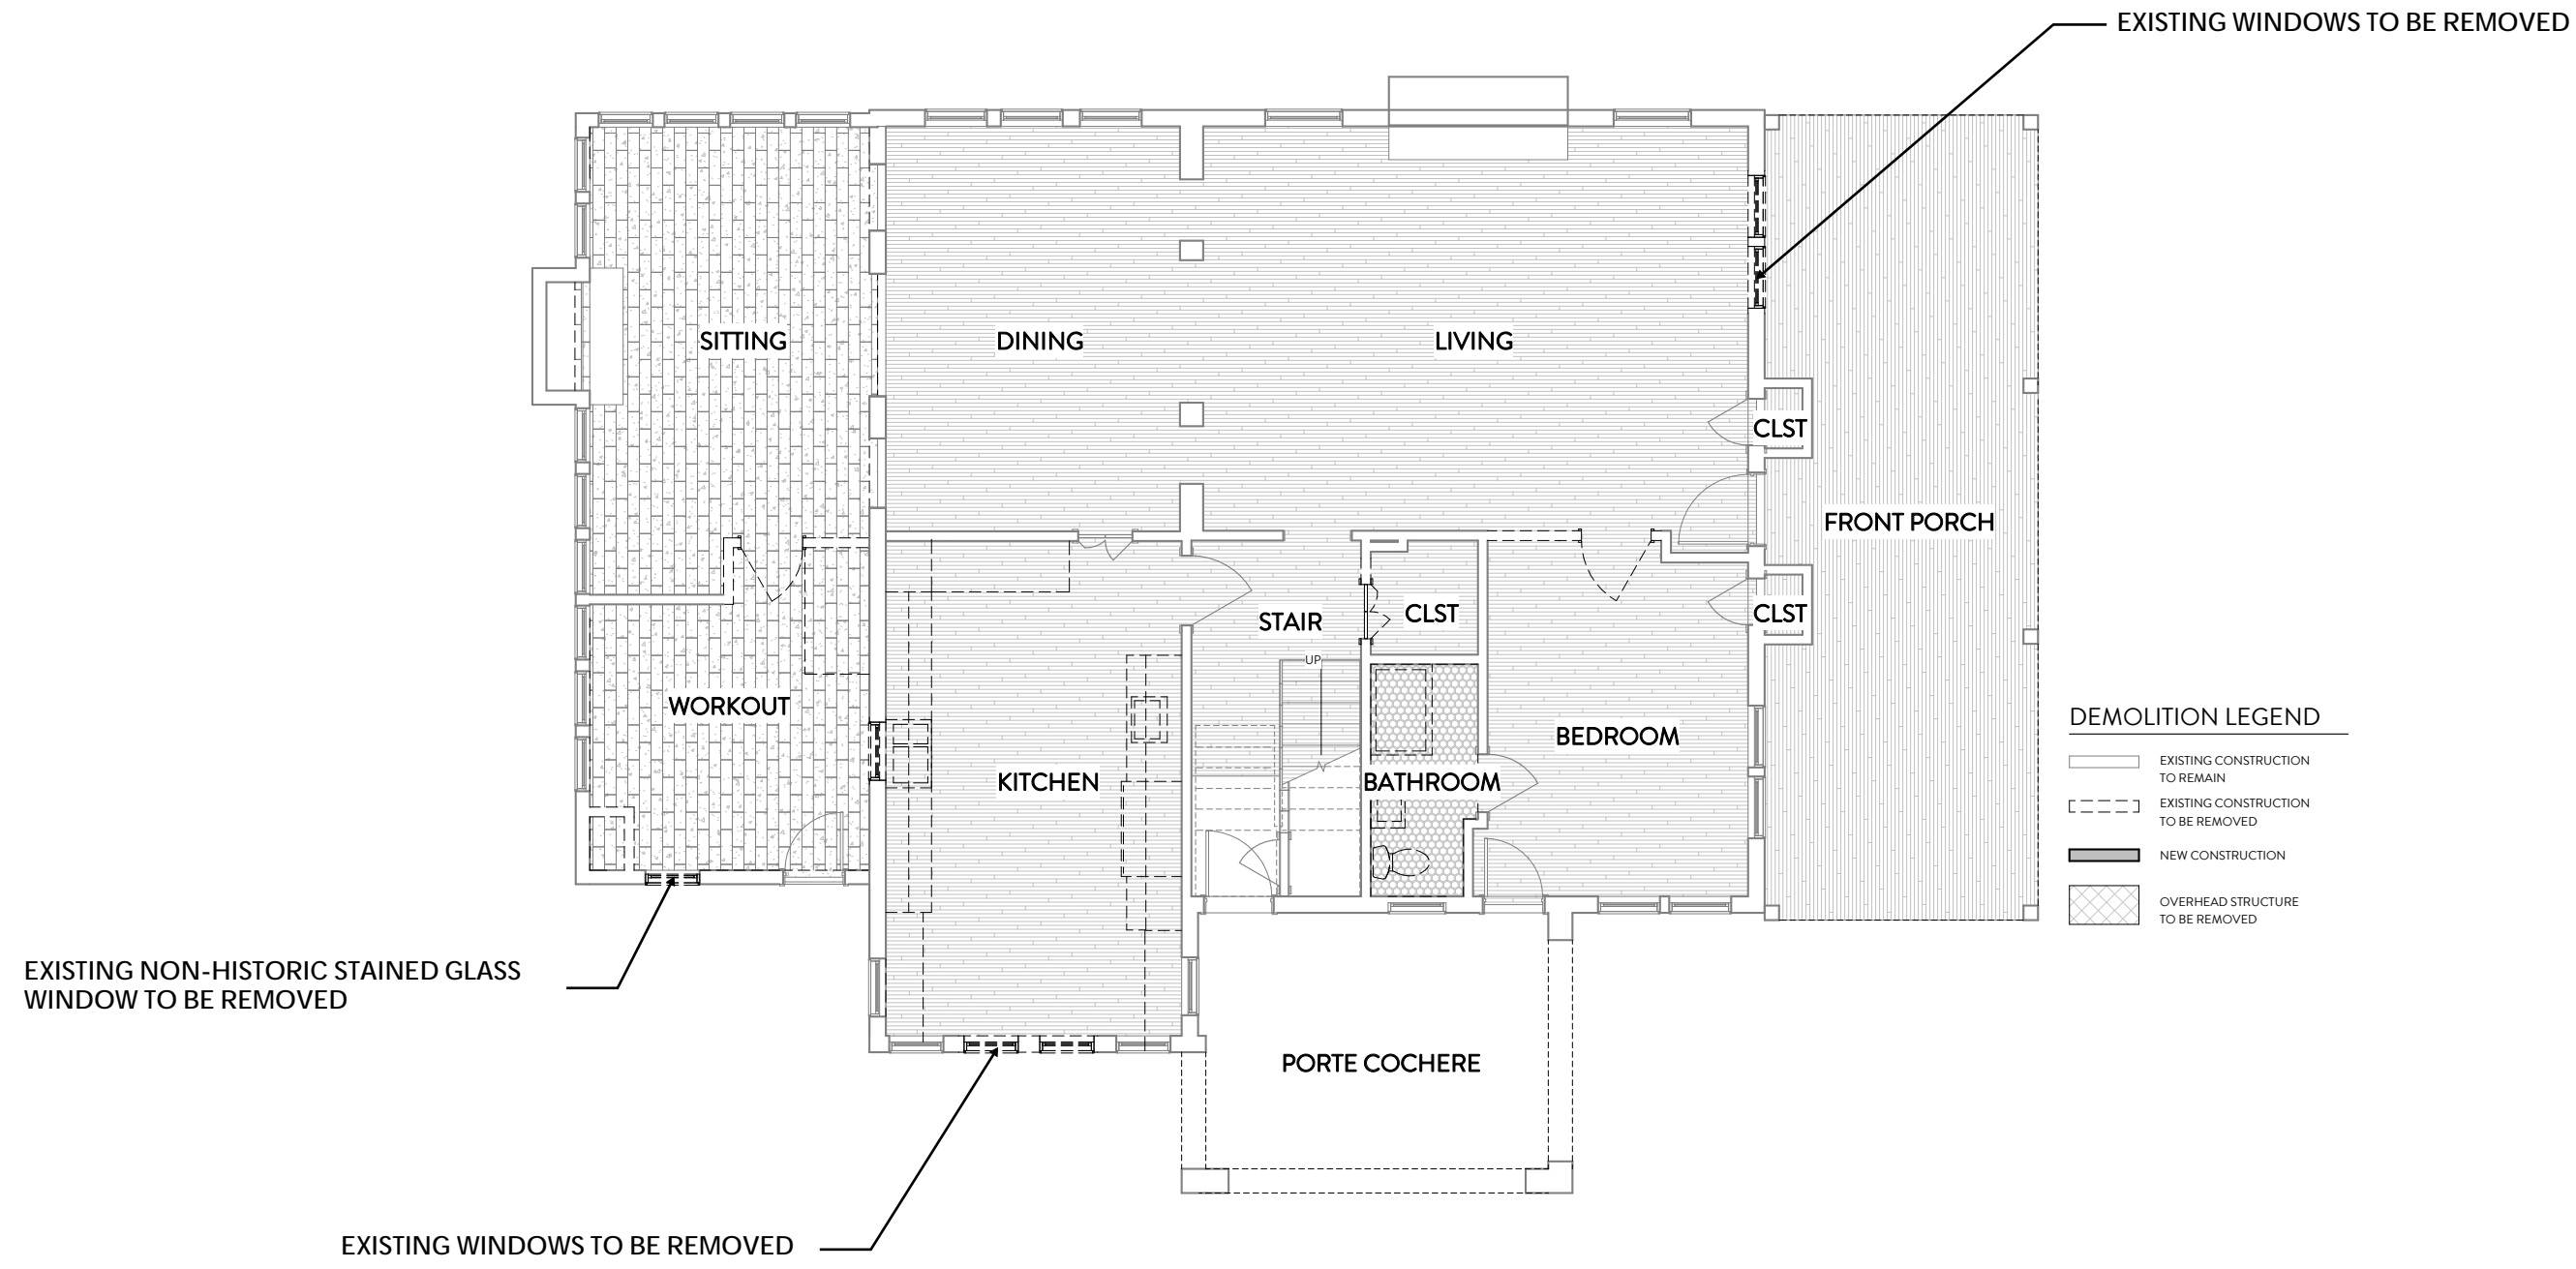 EXISTING WINDOWS TO BE REMOVED
SITTING
DINING
LIVING
CLST
FRONT PORCH
STAIR
CLST
CLST
UP
WORKOUT
BEDROOM
KITCHEN
BATHROOM
DEMOLITION LEGEND
EXISTING CONSTRUCTION
TO REMAIN
EXISTING CONSTRUCTION
TO BE REMOVED
NEW CONSTRUCTION
OVERHEAD STRUCTURE
TO BE REMOVED
EXISTING NON-HISTORIC STAINED GLASS
WINDOW TO BE REMOVED
PORTE COCHERE
EXISTING WINDOWS TO BE REMOVED